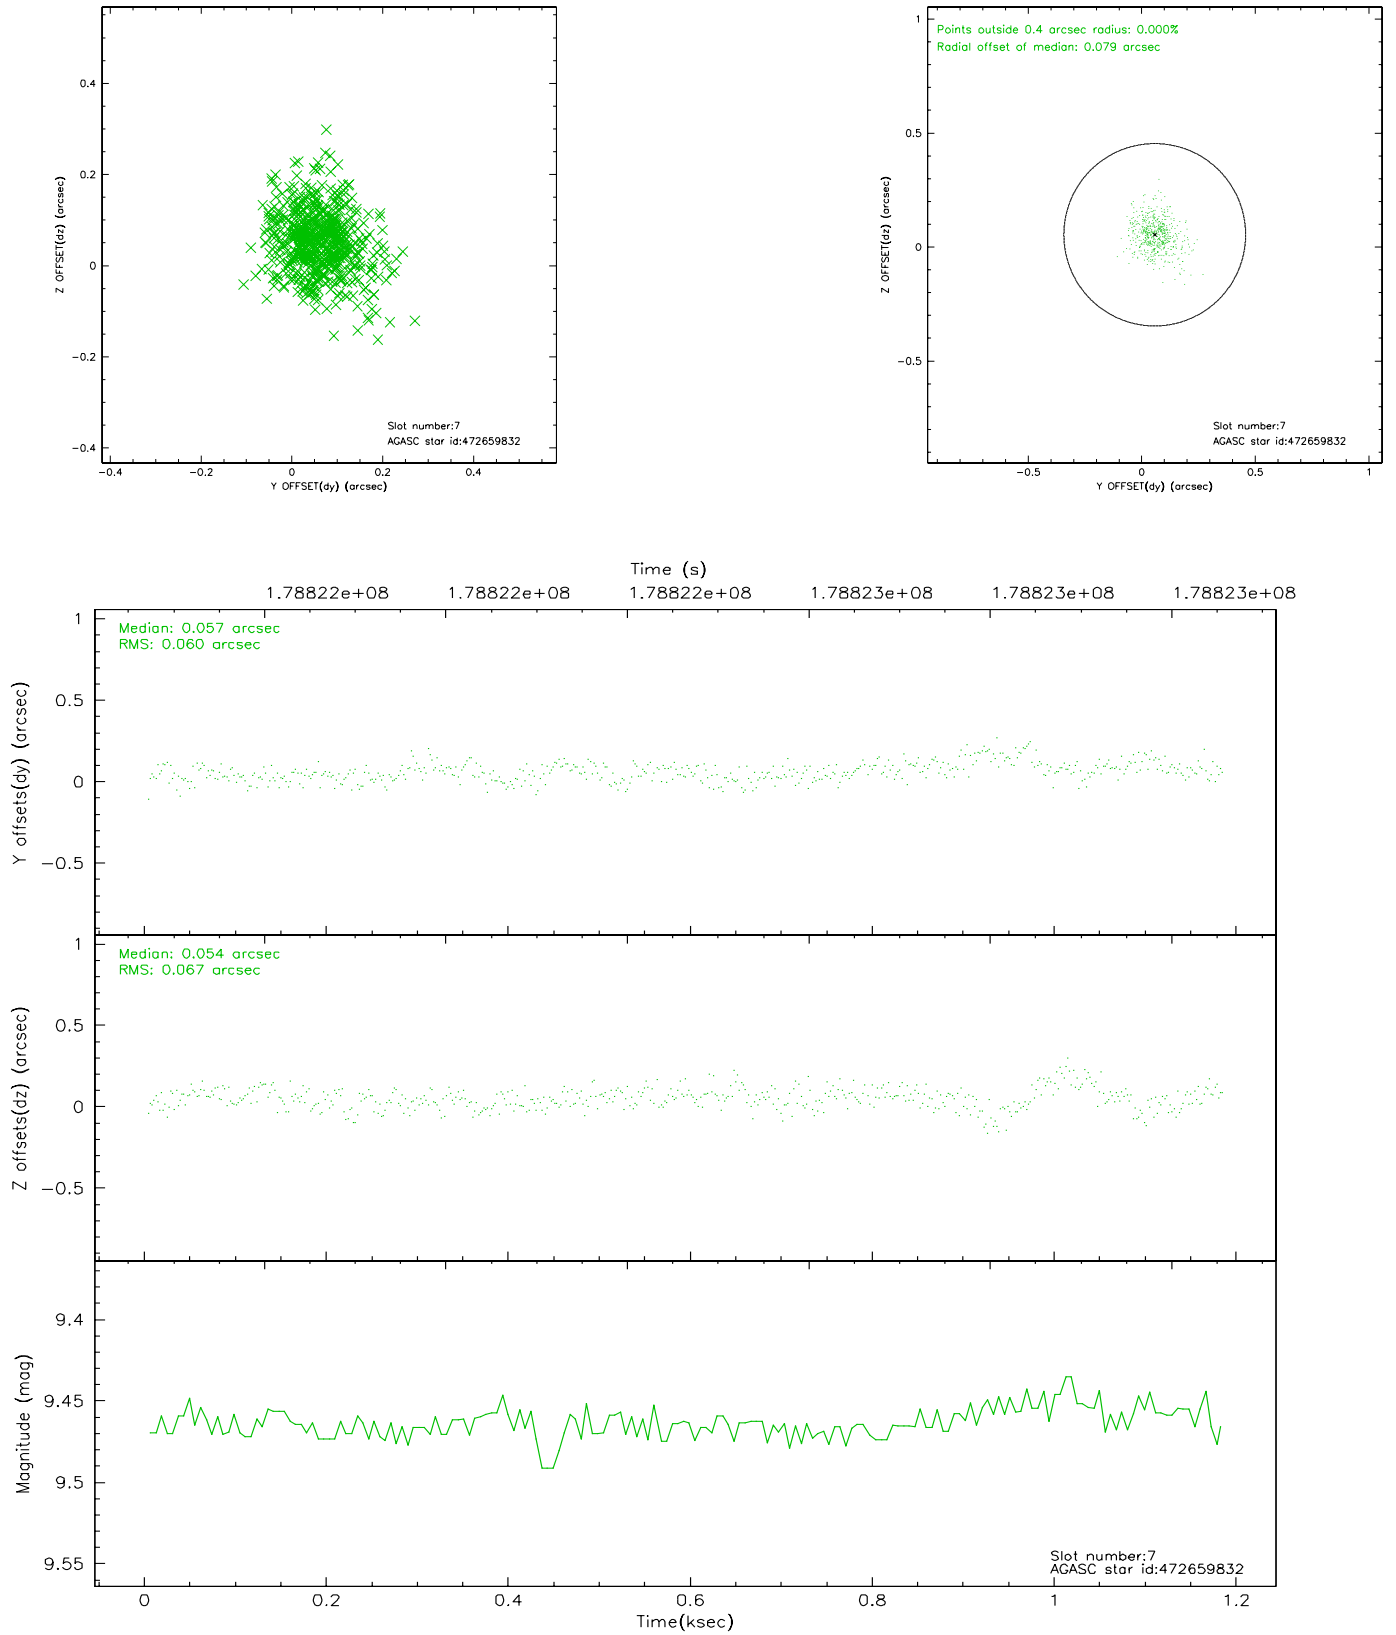 0.4
0.2
0
−0.2
−0.4
Z OFFSET(dz) (arcsec)
−0.4 −0.2 0 0.2 0.4
Y OFFSET(dy) (arcsec)
Slot number:7
AGASC star id:472659832
Points outside 0.4 arcsec radius: 0.000%
Radial offset of median: 0.079 arcsec
1
0.5
0
−0.5
Z OFFSET(dz) (arcsec)
−0.5 0 0.5 1
Y OFFSET(dy) (arcsec)
Slot number:7
AGASC star id:472659832
Time (s)
1.78822e+08 1.78822e+08 1.78822e+08 1.78823e+08 1.78823e+08 1.78823e+08
Median: 0.057 arcsec
RMS: 0.060 arcsec
1
0.5
0
−0.5
Y offsets(dy) (arcsec)
Median: 0.054 arcsec
RMS: 0.067 arcsec
1
0.5
0
−0.5
Z offsets(dz) (arcsec)
9.4
9.45
9.5
9.55
Magnitude (mag)
Slot number:7
AGASC star id:472659832
0 0.2 0.4 0.6 0.8 1 1.2
Time(ksec)